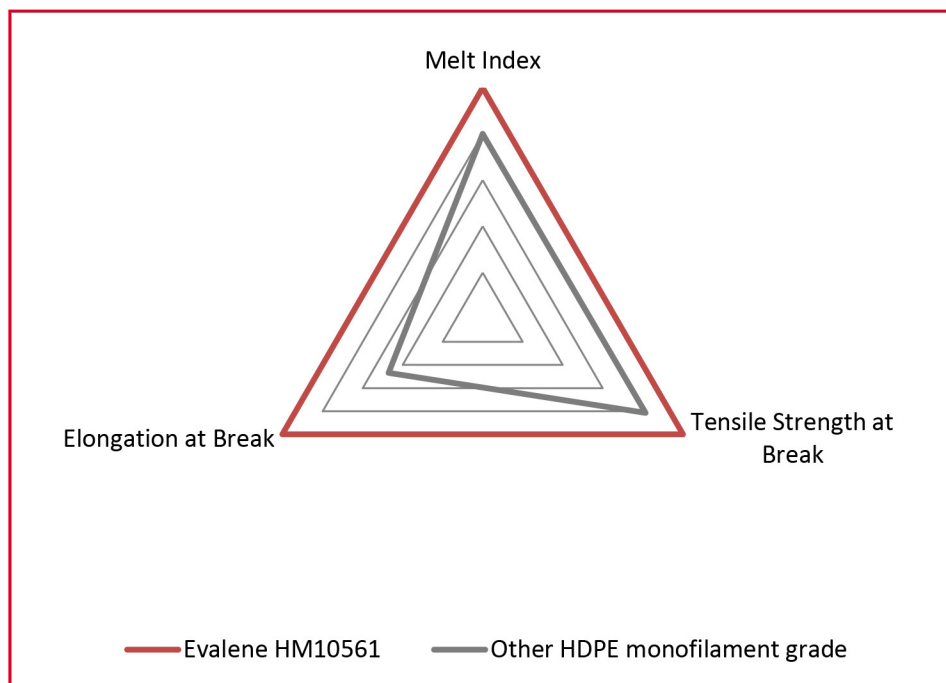 Melt Index
Elongation at Break
Tensile Strength at
Break
Evalene HM10561
Other HDPE monofilament grade